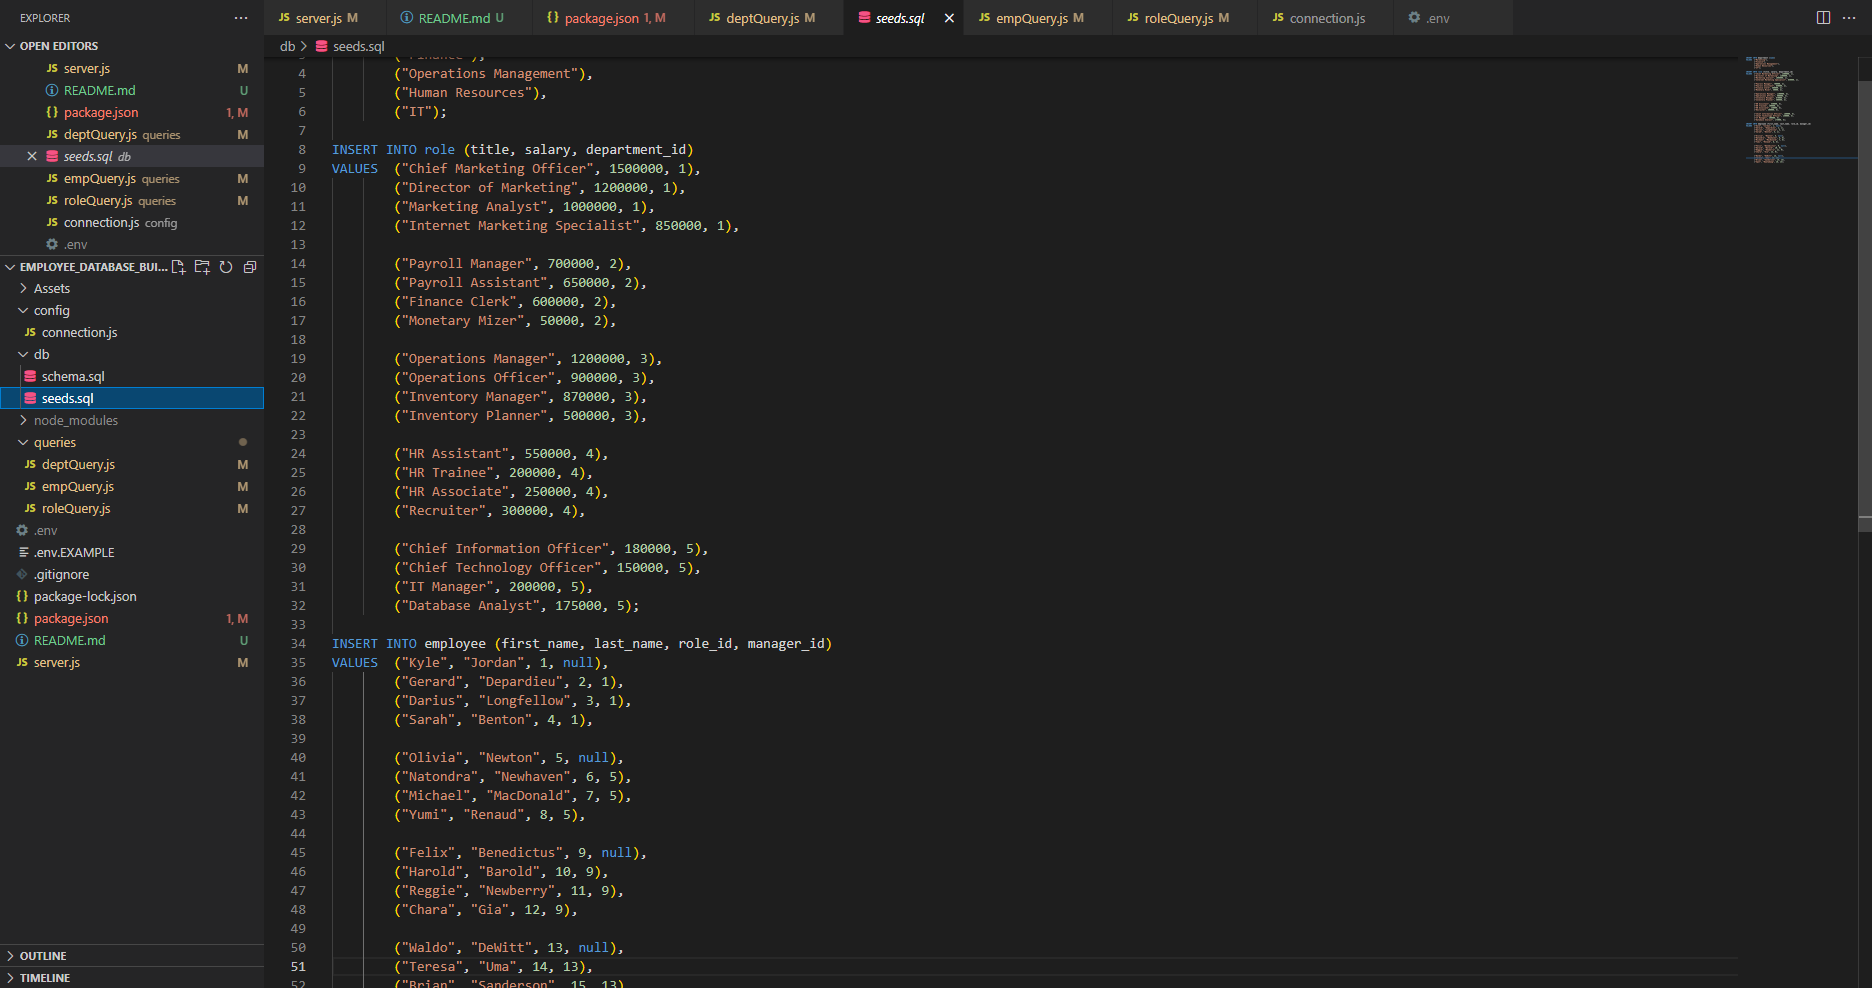 EXPLORER
OPEN EDITORS
JS server.js M
README.md U
{} package.json 1, M
JS deptQuery.js queries M
seeds.sql db
JS empQuery.js queries M
JS roleQuery.js queries M
JS connection.js config
.env
EMPLOYEE_DATABASE_BUI...
Assets
config
JS connection.js
db
schema.sql
seeds.sql
node_modules
queries
JS deptQuery.js M
JS empQuery.js M
JS roleQuery.js M
.env
.env.EXAMPLE
.gitignore
{} package-lock.json
{} package.json 1, M
README.md U
JS server.js M
OUTLINE
TIMELINE
JS server.js M README.md U {} package.json 1, M JS deptQuery.js M seeds.sql JS empQuery.js M JS roleQuery.js M JS connection.js .env
db > seeds.sql
3 ("Finance"),
4 ("Operations Management"),
5 ("Human Resources"),
6 ("IT");
7
8 INSERT INTO role (title, salary, department_id)
9 VALUES ("Chief Marketing Officer", 1500000, 1),
10 ("Director of Marketing", 1200000, 1),
11 ("Marketing Analyst", 1000000, 1),
12 ("Internet Marketing Specialist", 850000, 1),
13
14 ("Payroll Manager", 700000, 2),
15 ("Payroll Assistant", 650000, 2),
16 ("Finance Clerk", 600000, 2),
17 ("Monetary Mizer", 50000, 2),
18
19 ("Operations Manager", 1200000, 3),
20 ("Operations Officer", 900000, 3),
21 ("Inventory Manager", 870000, 3),
22 ("Inventory Planner", 500000, 3),
23
24 ("HR Assistant", 550000, 4),
25 ("HR Trainee", 200000, 4),
26 ("HR Associate", 250000, 4),
27 ("Recruiter", 300000, 4),
28
29 ("Chief Information Officer", 180000, 5),
30 ("Chief Technology Officer", 150000, 5),
31 ("IT Manager", 200000, 5),
32 ("Database Analyst", 175000, 5);
33
34 INSERT INTO employee (first_name, last_name, role_id, manager_id)
35 VALUES ("Kyle", "Jordan", 1, null),
36 ("Gerard", "Depardieu", 2, 1),
37 ("Darius", "Longfellow", 3, 1),
38 ("Sarah", "Benton", 4, 1),
39
40 ("Olivia", "Newton", 5, null),
41 ("Natondra", "Newhaven", 6, 5),
42 ("Michael", "MacDonald", 7, 5),
43 ("Yumi", "Renaud", 8, 5),
44
45 ("Felix", "Benedictus", 9, null),
46 ("Harold", "Barold", 10, 9),
47 ("Reggie", "Newberry", 11, 9),
48 ("Chara", "Gia", 12, 9),
49
50 ("Waldo", "DeWitt", 13, null),
51 ("Teresa", "Uma", 14, 13),
52 ("Brian", "Sanderson", 15, 13)